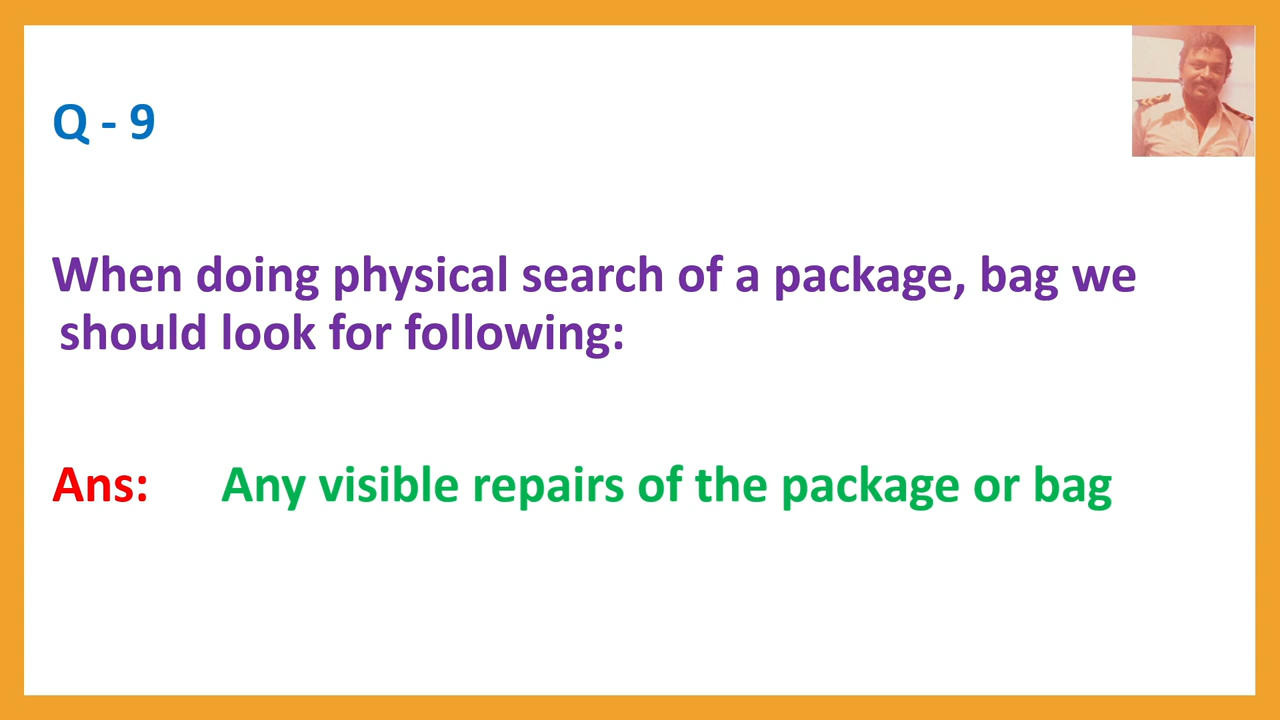 Q - 9
When doing physical search of a package, bag we
should look for following:
Ans: Any visible repairs of the package or bag